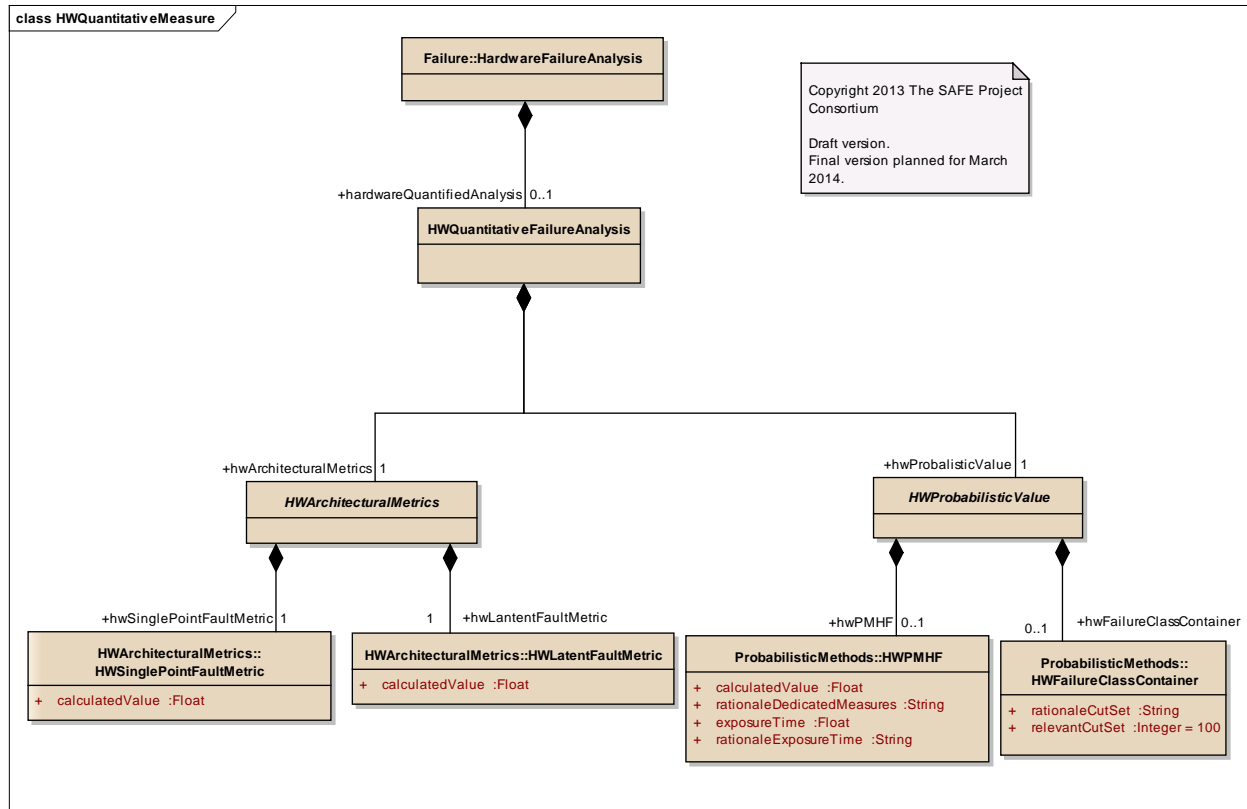 class HWQuantitativeMeasure
Failure::HardwareFailureAnalysis
Copyright 2013 The SAFE Project
Consortium
Draft version.
Final version planned for March
2014.
+hardwareQuantifiedAnalysis 0..1
HWQuantitativeFailureAnalysis
+hwArchitecturalMetrics 1
+hwProbalisticValue 1
HWArchitecturalMetrics
HWProbabilisticValue
+hwSinglePointFaultMetric 1
1 +hwLantentFaultMetric
+hwPMHF 0..1
+hwFailureClassContainer
0..1
HWArchitecturalMetrics::
HWSinglePointFaultMetric
+ calculatedValue :Float
HWArchitecturalMetrics::HWLatentFaultMetric
+ calculatedValue :Float
ProbabilisticMethods::HWPMHF
+ calculatedValue :Float
+ rationaleDedicatedMeasures :String
+ exposureTime :Float
+ rationaleExposureTime :String
ProbabilisticMethods::
HWFailureClassContainer
+ rationaleCutSet :String
+ relevantCutSet :Integer = 100